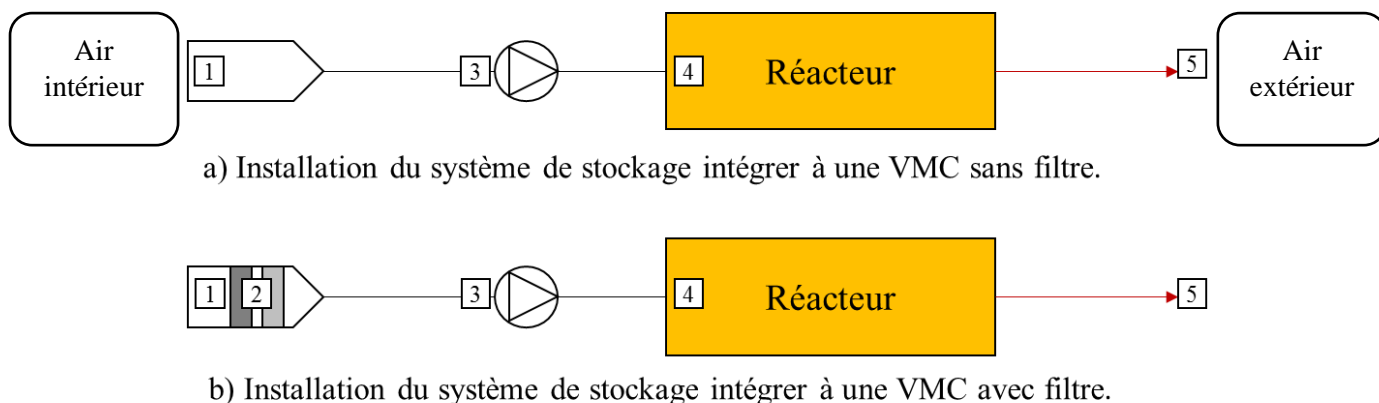 Air
intérieur
1
3
4
Réacteur
5
Air
extérieur
a) Installation du système de stockage intégrer à une VMC sans filtre.
1
2
3
4
Réacteur
5
b) Installation du système de stockage intégrer à une VMC avec filtre.